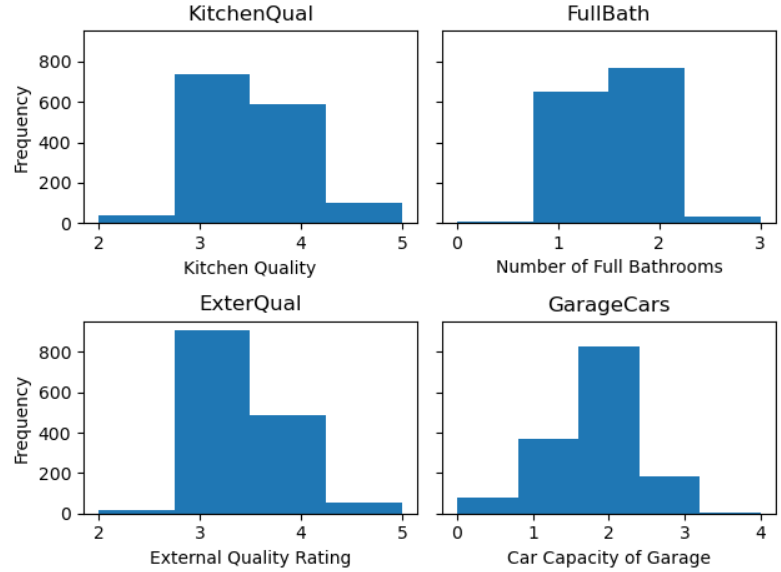 KitchenQual
FullBath
Frequency
800
600
400
200
0
2 3 4 5
0 1 2 3
Kitchen Quality
Number of Full Bathrooms
ExterQual
GarageCars
Frequency
800
600
400
200
0
2 3 4 5
0 1 2 3 4
External Quality Rating
Car Capacity of Garage